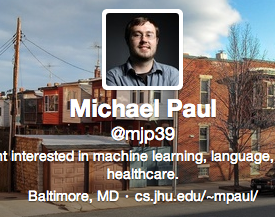 Michael Paul
@mjp39
nt interested in machine learning, language,
healthcare.
Baltimore, MD · cs.jhu.edu/~mpaul/